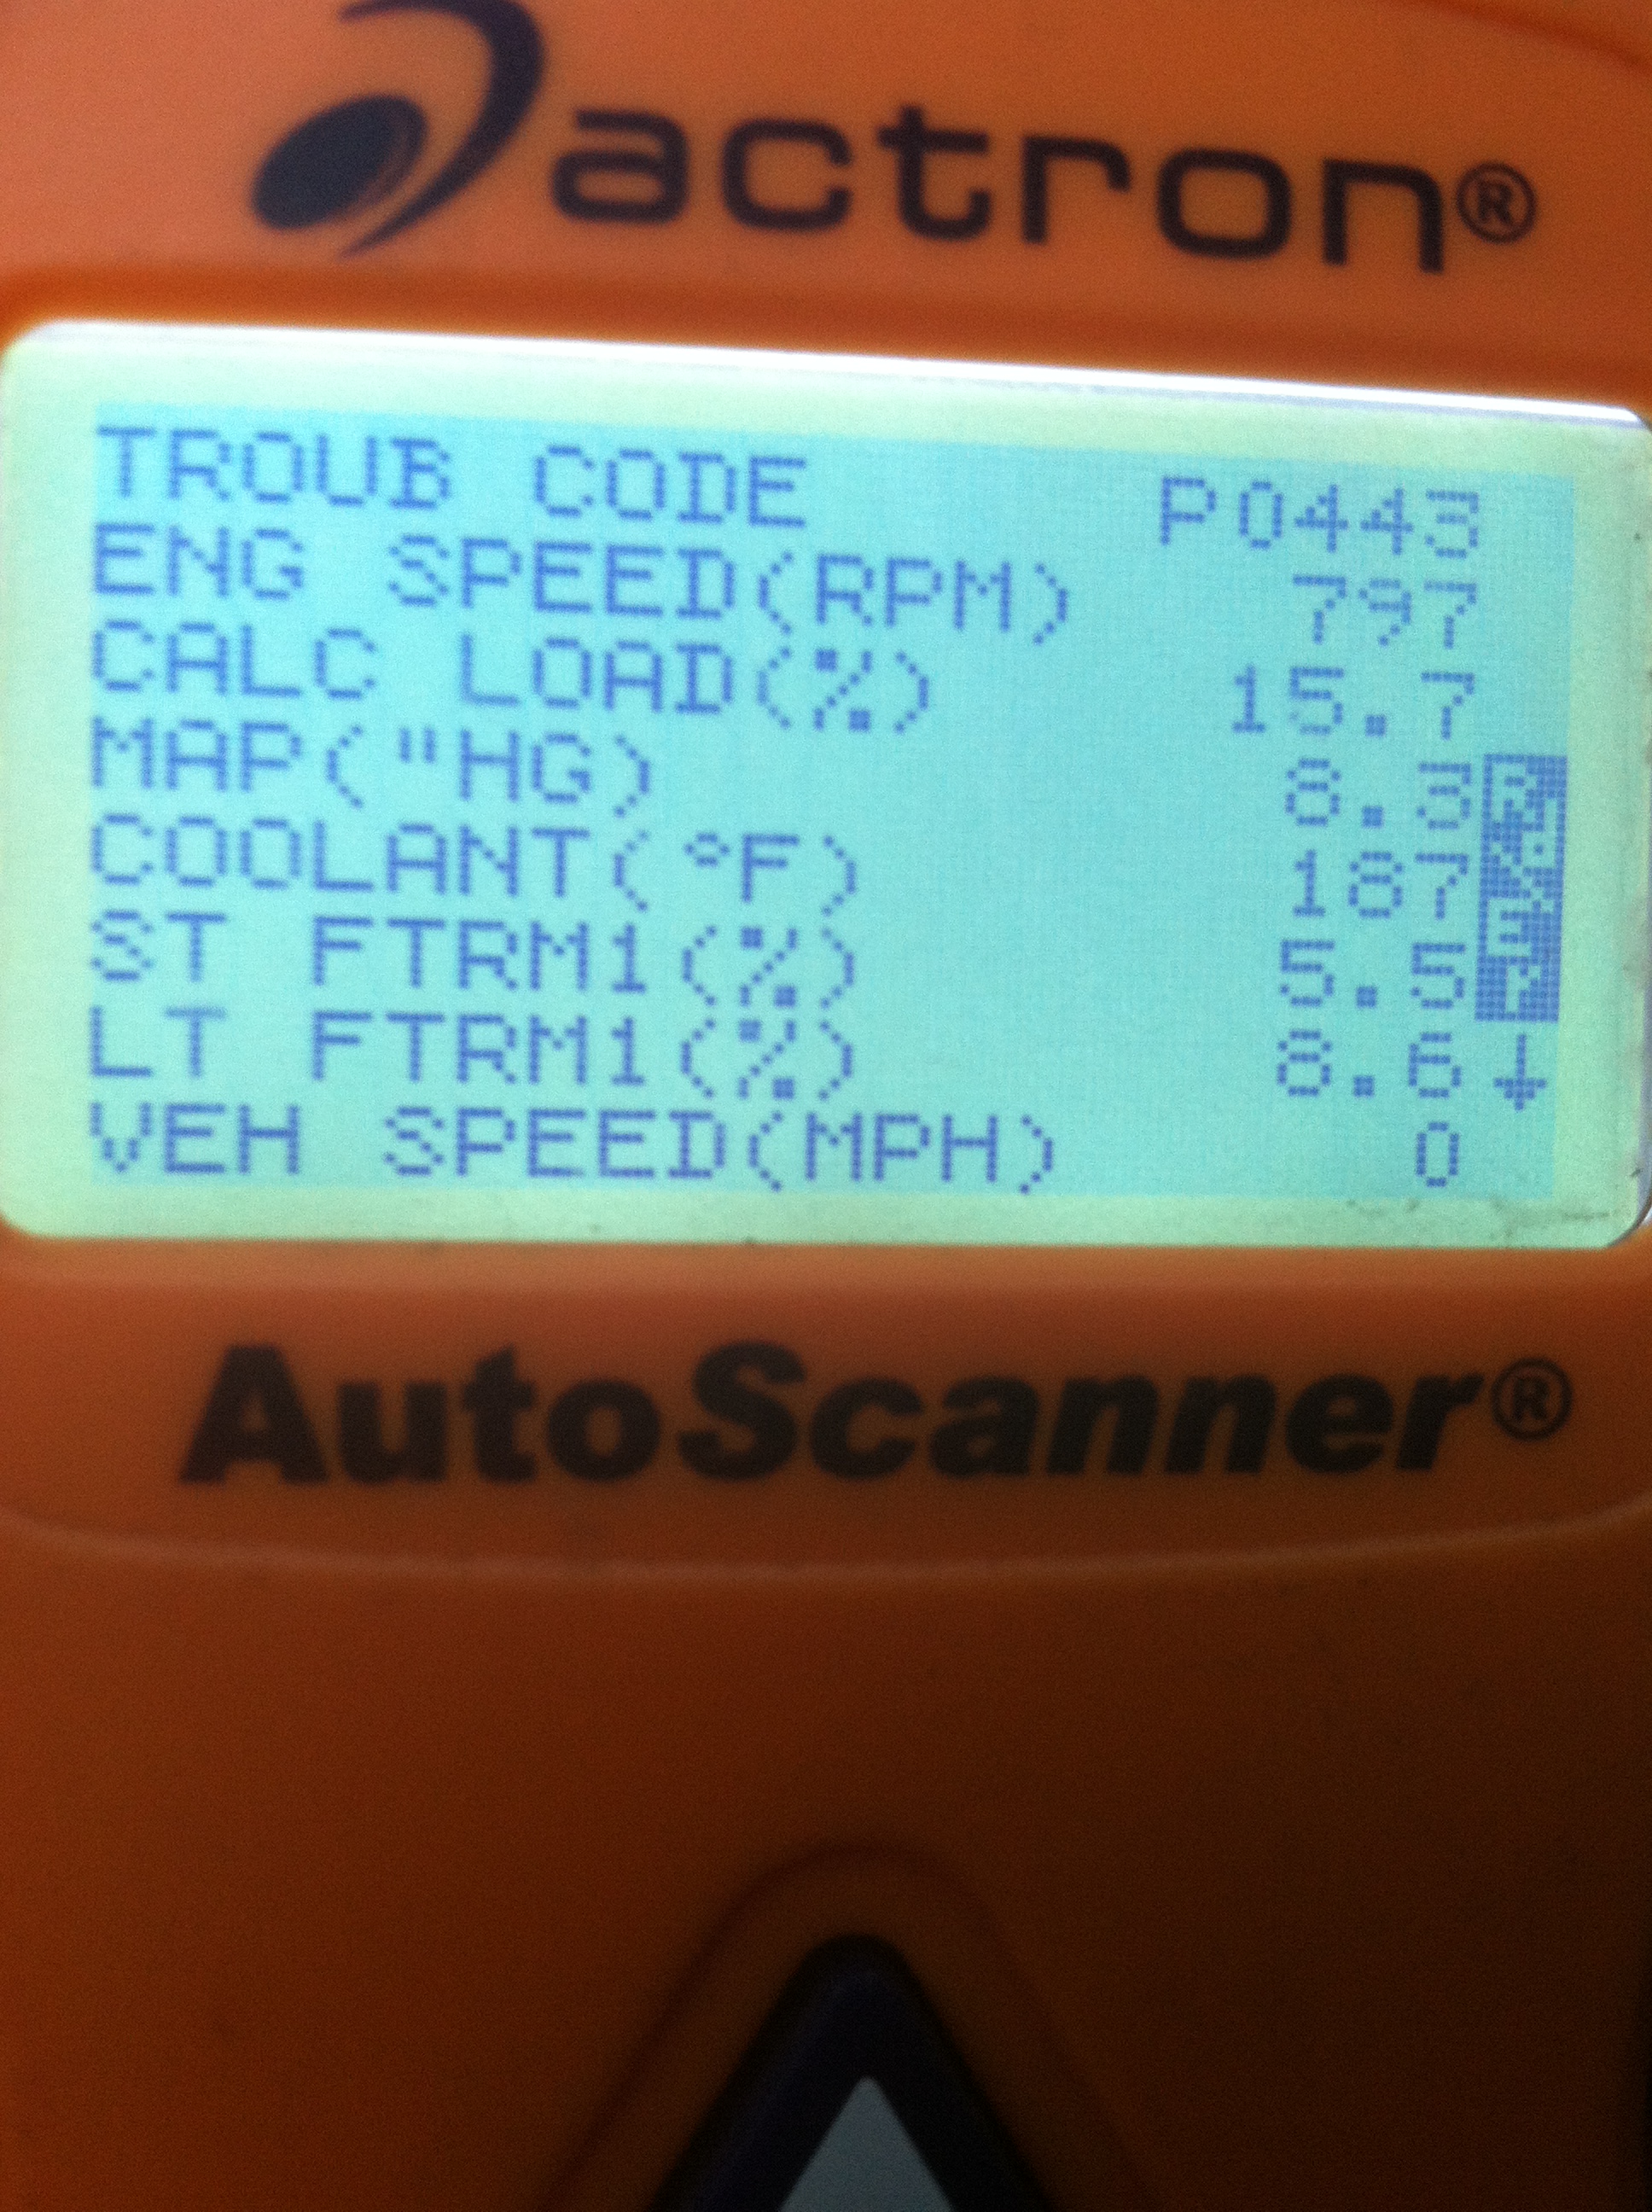 actron®
TROUB CODE P0443
ENG SPEED(RPM) 797
CALC LOAD(%) 15.7
MAP("HG) 8.3
COOLANT(°F) 187
ST FTRM1(%) 5.5
LT FTRM1(%) 8.6
VEH SPEED(MPH) 0
AutoScanner®